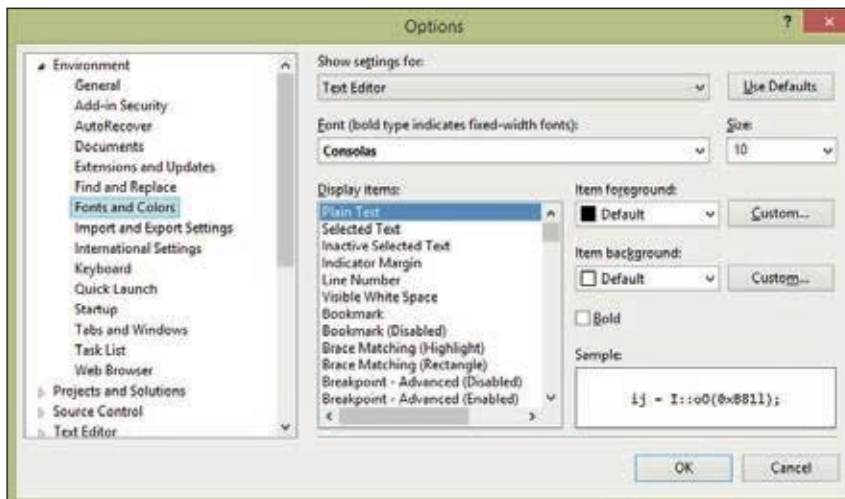 Options
?
Environment
General
Add-in Security
AutoRecover
Documents
Extensions and Updates
Find and Replace
Fonts and Colors
Import and Export Settings
International Settings
Keyboard
Quick Launch
Startup
Tabs and Windows
Task List
Web Browser
Projects and Solutions
Source Control
Text Editor
Show settings for:
Text Editor
Use Defaults
Font (bold type indicates fixed-width fonts):
Consolas
Size:
10
Display items:
Plain Text
Selected Text
Inactive Selected Text
Indicator Margin
Line Number
Visible White Space
Bookmark
Bookmark (Disabled)
Brace Matching (Highlight)
Brace Matching (Rectangle)
Breakpoint - Advanced (Disabled)
Breakpoint - Advanced (Enabled)
Item foreground:
Default
Custom...
Item background:
Default
Custom...
Bold
Sample:
ij = I::oO(0xB81l);
OK
Cancel